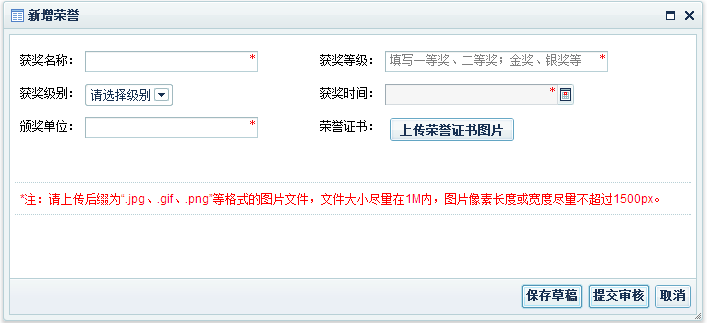 新增荣誉
获奖名称： * 获奖等级： 填写一等奖、二等奖；金奖、银奖等 *
获奖级别： 请选择级别 获奖时间： *
颁奖单位： * 荣誉证书： 上传荣誉证书图片
*注：请上传后缀为“.jpg、.gif、.png”等格式的图片文件，文件大小尽量在1M内，图片像素长度或宽度尽量不超过1500px。
保存草稿 提交审核 取消